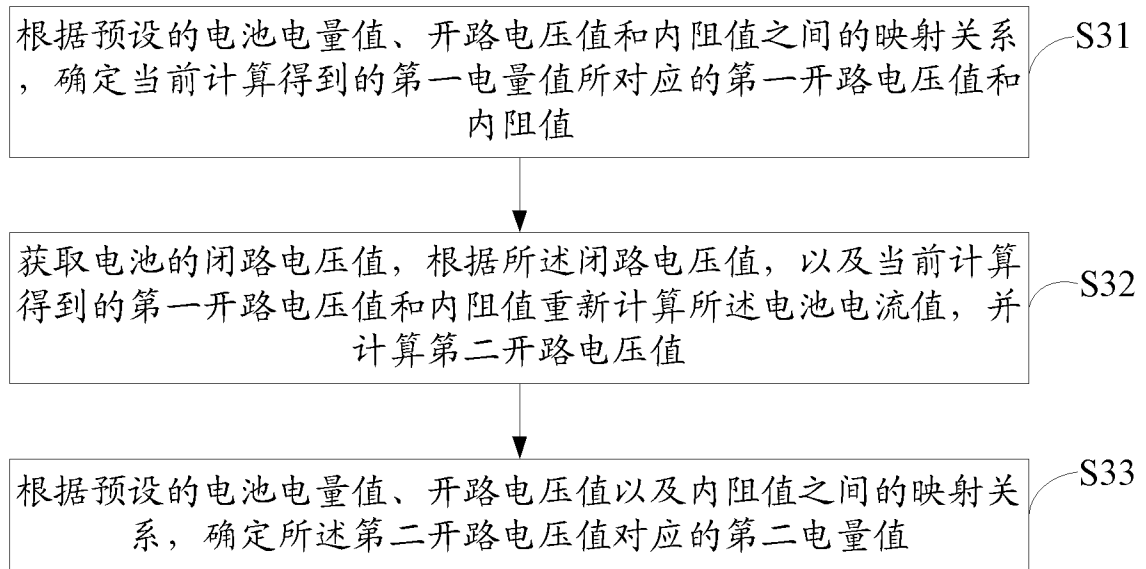 根据预设的电池电量值、开路电压值和内阻值之间的映射关系
，确定当前计算得到的第一电量值所对应的第一开路电压值和
内阻值
S31
获取电池的闭路电压值，根据所述闭路电压值，以及当前计算
得到的第一开路电压值和内阻值重新计算所述电池电流值，并
计算第二开路电压值
S32
根据预设的电池电量值、开路电压值以及内阻值之间的映射关
系，确定所述第二开路电压值对应的第二电量值
S33